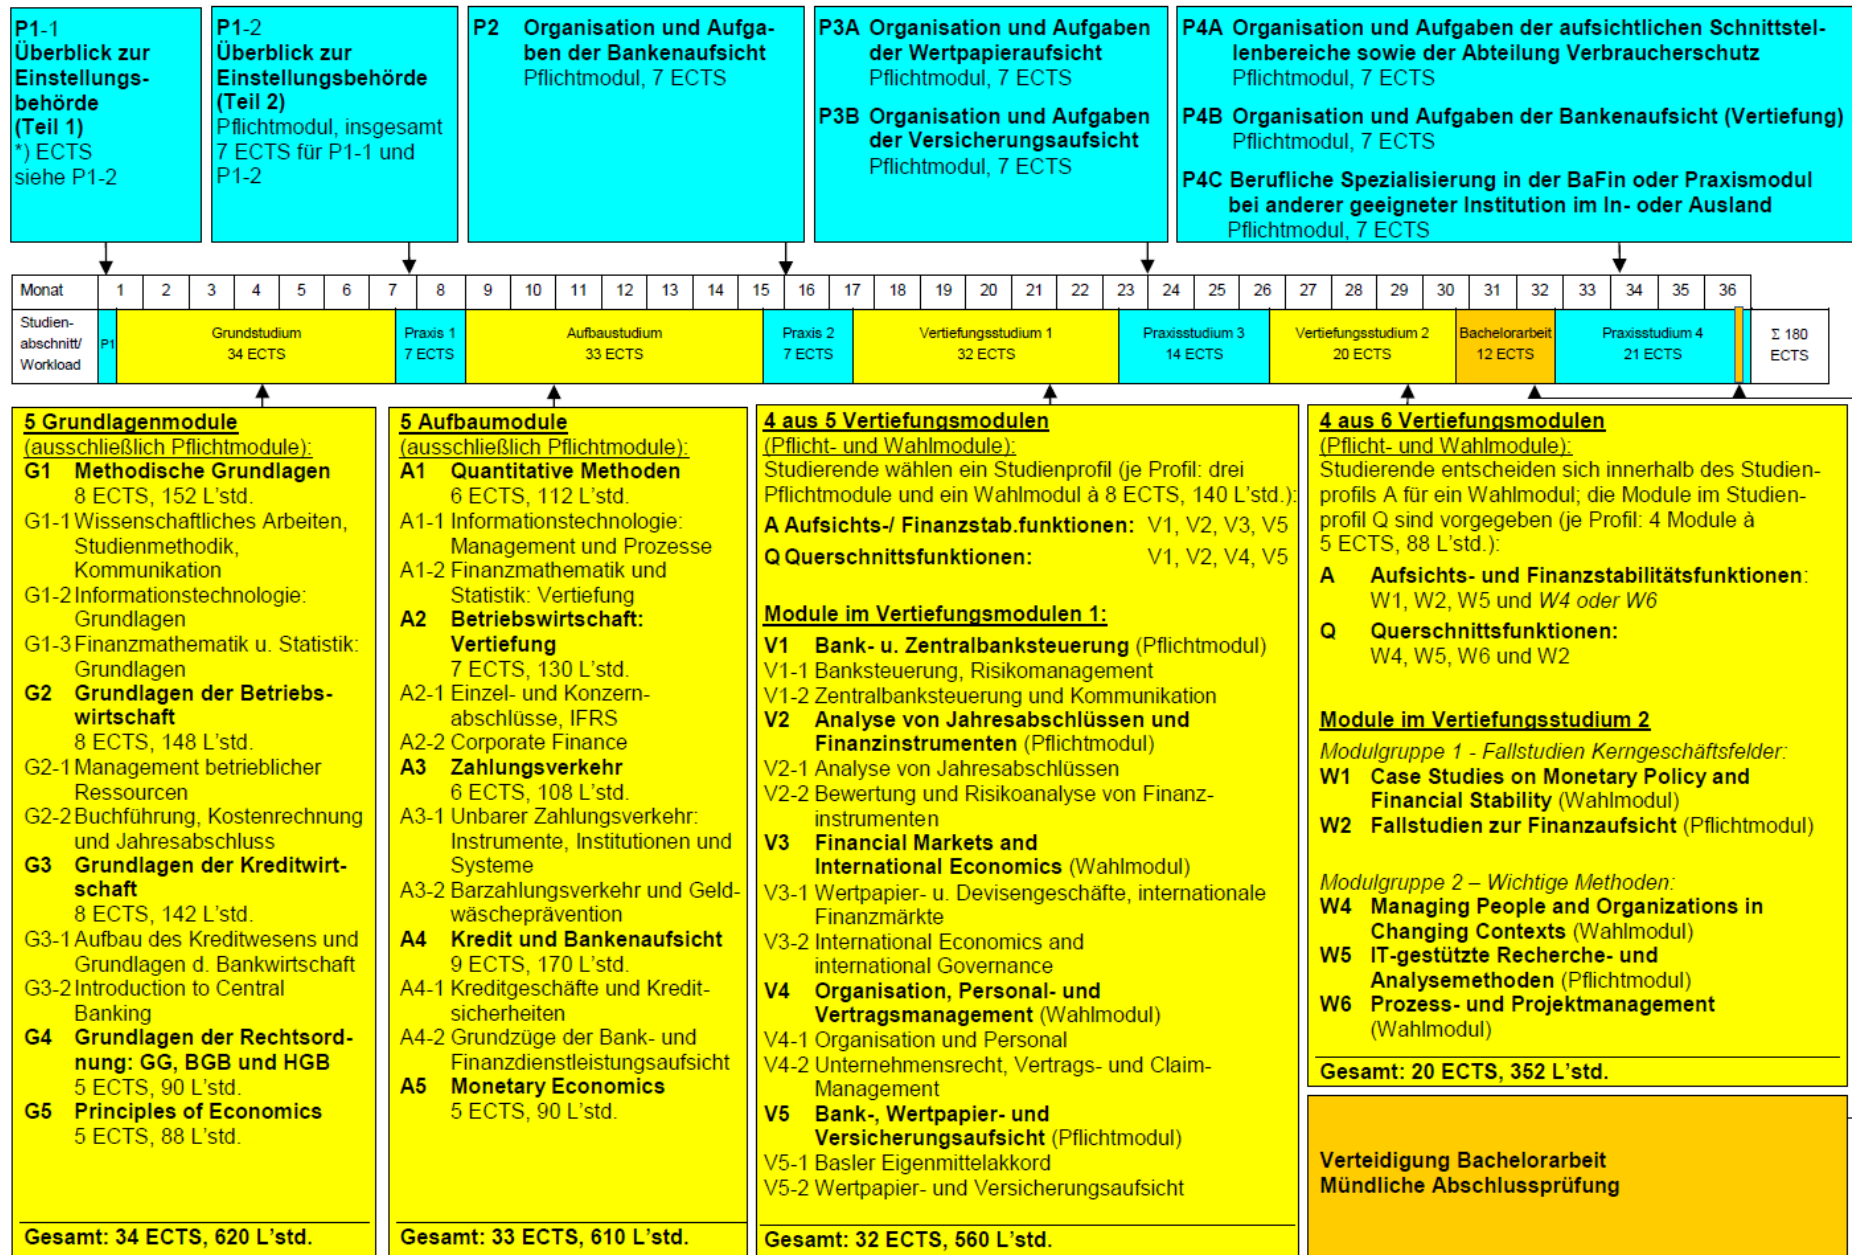 P1-1
Überblick zur
Einstellungs-
behörde
(Teil 1)
*) ECTS
siehe P1-2
P1-2
Überblick zur
Einstellungsbehörde
(Teil 2)
Pflichtmodul, insgesamt
7 ECTS für P1-1 und
P1-2
P2 Organisation und Aufga-
ben der Bankenaufsicht
Pflichtmodul, 7 ECTS
P3A Organisation und Aufgaben
der Wertpapieraufsicht
Pflichtmodul, 7 ECTS
P3B Organisation und Aufgaben
der Versicherungsaufsicht
Pflichtmodul, 7 ECTS
P4A Organisation und Aufgaben der aufsichtlichen Schnittstel-
lenbereiche sowie der Abteilung Verbraucherschutz
Pflichtmodul, 7 ECTS
P4B Organisation und Aufgaben der Bankenaufsicht (Vertiefung)
Pflichtmodul, 7 ECTS
P4C Berufliche Spezialisierung in der BaFin oder Praxismodul
bei anderer geeigneter Institution im In- oder Ausland
Pflichtmodul, 7 ECTS
Monat 1 2 3 4 5 6 7 8 9 10 11 12 13 14 15 16 17 18 19 20 21 22 23 24 25 26 27 28 29 30 31 32 33 34 35 36
Studien-
abschnitt/
Workload
P1
Grundstudium
34 ECTS
Praxis 1
7 ECTS
Aufbaustudium
33 ECTS
Praxis 2
7 ECTS
Vertiefungsstudium 1
32 ECTS
Praxisstudium 3
14 ECTS
Vertiefungsstudium 2
20 ECTS
Bachelorarbeit
12 ECTS
Praxisstudium 4
21 ECTS
Σ 180
ECTS
5 Grundlagenmodule
(ausschließlich Pflichtmodule):
G1 Methodische Grundlagen
8 ECTS, 152 L'std.
G1-1 Wissenschaftliches Arbeiten,
Studienmethodik,
Kommunikation
G1-2 Informationstechnologie:
Grundlagen
G1-3 Finanzmathematik u. Statistik:
Grundlagen
G2 Grundlagen der Betriebs-
wirtschaft
8 ECTS, 148 L'std.
G2-1 Management betrieblicher
Ressourcen
G2-2 Buchführung, Kostenrechnung
und Jahresabschluss
G3 Grundlagen der Kreditwirt-
schaft
8 ECTS, 142 L'std.
G3-1 Aufbau des Kreditwesens und
Grundlagen d. Bankwirtschaft
G3-2 Introduction to Central
Banking
G4 Grundlagen der Rechtsord-
nung: GG, BGB und HGB
5 ECTS, 90 L'std.
G5 Principles of Economics
5 ECTS, 88 L'std.
Gesamt: 34 ECTS, 620 L'std.
5 Aufbaumodule
(ausschließlich Pflichtmodule):
A1 Quantitative Methoden
6 ECTS, 112 L'std.
A1-1 Informationstechnologie:
Management und Prozesse
A1-2 Finanzmathematik und
Statistik: Vertiefung
A2 Betriebswirtschaft:
Vertiefung
7 ECTS, 130 L'std.
A2-1 Einzel- und Konzern-
abschlüsse, IFRS
A2-2 Corporate Finance
A3 Zahlungsverkehr
6 ECTS, 108 L'std.
A3-1 Unbarer Zahlungsverkehr:
Instrumente, Institutionen und
Systeme
A3-2 Barzahlungsverkehr und Geld-
wäscheprävention
A4 Kredit und Bankenaufsicht
9 ECTS, 170 L'std.
A4-1 Kreditgeschäfte und Kredit-
sicherheiten
A4-2 Grundzüge der Bank- und
Finanzdienstleistungsaufsicht
A5 Monetary Economics
5 ECTS, 90 L'std.
Gesamt: 33 ECTS, 610 L'std.
4 aus 5 Vertiefungsmodulen
(Pflicht- und Wahlmodule):
Studierende wählen ein Studienprofil (je Profil: drei
Pflichtmodule und ein Wahlmodul à 8 ECTS, 140 L'std.):
A Aufsichts-/ Finanzstab.funktionen: V1, V2, V3, V5
Q Querschnittsfunktionen: V1, V2, V4, V5
Module im Vertiefungsmodulen 1:
V1 Bank- u. Zentralbanksteuerung (Pflichtmodul)
V1-1 Banksteuerung, Risikomanagement
V1-2 Zentralbanksteuerung und Kommunikation
V2 Analyse von Jahresabschlüssen und
Finanzinstrumenten (Pflichtmodul)
V2-1 Analyse von Jahresabschlüssen
V2-2 Bewertung und Risikoanalyse von Finanz-
instrumenten
V3 Financial Markets and
International Economics (Wahlmodul)
V3-1 Wertpapier- u. Devisengeschäfte, internationale
Finanzmärkte
V3-2 International Economics and
international Governance
V4 Organisation, Personal- und
Vertragsmanagement (Wahlmodul)
V4-1 Organisation und Personal
V4-2 Unternehmensrecht, Vertrags- und Claim-
Management
V5 Bank-, Wertpapier- und
Versicherungsaufsicht (Pflichtmodul)
V5-1 Basler Eigenmittelakkord
V5-2 Wertpapier- und Versicherungsaufsicht
Gesamt: 32 ECTS, 560 L'std.
4 aus 6 Vertiefungsmodulen
(Pflicht- und Wahlmodule):
Studierende entscheiden sich innerhalb des Studien-
profils A für ein Wahlmodul; die Module im Studien-
profil Q sind vorgegeben (je Profil: 4 Module à
5 ECTS, 88 L'std.):
A Aufsichts- und Finanzstabilitätsfunktionen:
W1, W2, W5 und W4 oder W6
Q Querschnittsfunktionen:
W4, W5, W6 und W2
Module im Vertiefungsstudium 2
Modulgruppe 1 - Fallstudien Kerngeschäftsfelder:
W1 Case Studies on Monetary Policy and
Financial Stability (Wahlmodul)
W2 Fallstudien zur Finanzaufsicht (Pflichtmodul)
Modulgruppe 2 – Wichtige Methoden:
W4 Managing People and Organizations in
Changing Contexts (Wahlmodul)
W5 IT-gestützte Recherche- und
Analysemethoden (Pflichtmodul)
W6 Prozess- und Projektmanagement
(Wahlmodul)
Gesamt: 20 ECTS, 352 L'std.
Verteidigung Bachelorarbeit
Mündliche Abschlussprüfung